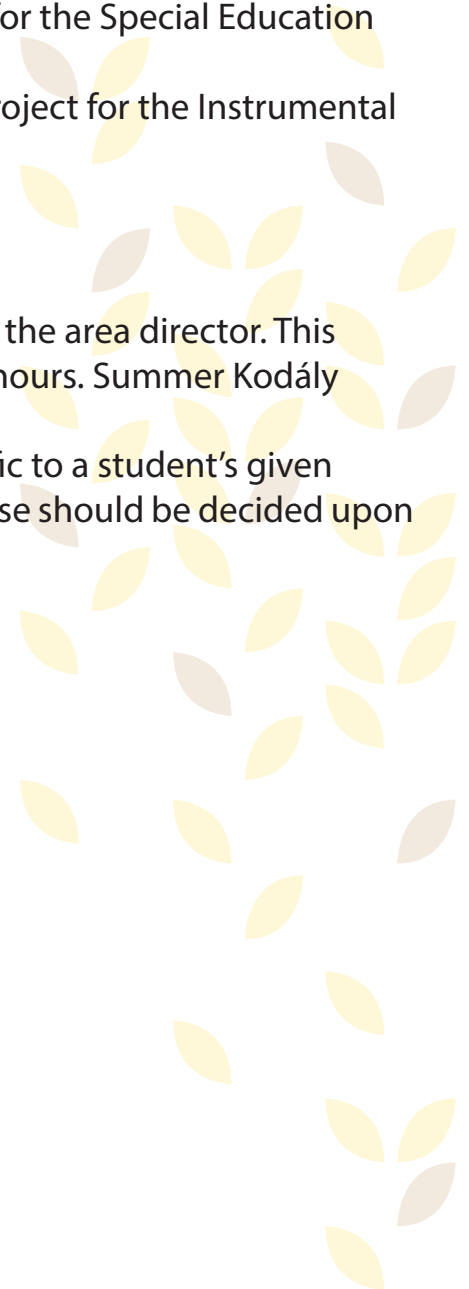 for the Special Education
roject for the Instrumental
the area director. This
hours. Summer Kodály
fic to a student’s given
se should be decided upon